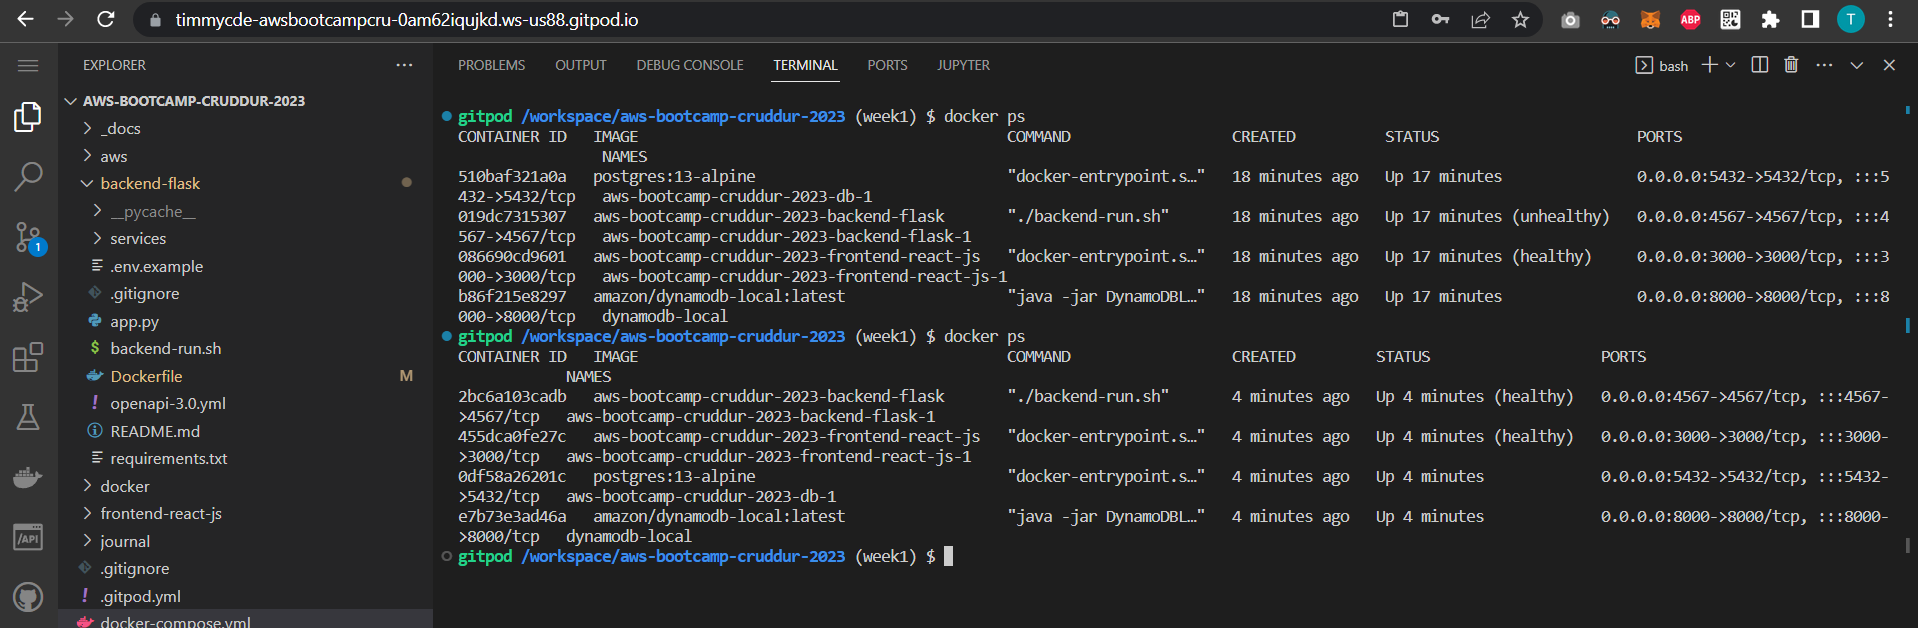 timmycde-awsbootcampcru-0am62iqujkd.ws-us88.gitpod.io
ABP
T
EXPLORER
PROBLEMS OUTPUT DEBUG CONSOLE TERMINAL PORTS JUPYTER
bash
AWS-BOOTCAMP-CRUDDUR-2023
_docs
aws
backend-flask
__pycache__
services
.env.example
.gitignore
app.py
$ backend-run.sh
Dockerfile M
! openapi-3.0.yml
README.md
requirements.txt
docker
frontend-react-js
journal
.gitignore
! .gitpod.yml
docker-compose.yml
1
/API
gitpod /workspace/aws-bootcamp-cruddur-2023 (week1) $ docker ps
CONTAINER ID IMAGE COMMAND CREATED STATUS PORTS
NAMES
510baf321a0a postgres:13-alpine "docker-entrypoint.s…" 18 minutes ago Up 17 minutes 0.0.0.0:5432->5432/tcp, :::5
432->5432/tcp aws-bootcamp-cruddur-2023-db-1
019dc7315307 aws-bootcamp-cruddur-2023-backend-flask "./backend-run.sh" 18 minutes ago Up 17 minutes (unhealthy) 0.0.0.0:4567->4567/tcp, :::4
567->4567/tcp aws-bootcamp-cruddur-2023-backend-flask-1
086690cd9601 aws-bootcamp-cruddur-2023-frontend-react-js "docker-entrypoint.s…" 18 minutes ago Up 17 minutes (healthy) 0.0.0.0:3000->3000/tcp, :::3
000->3000/tcp aws-bootcamp-cruddur-2023-frontend-react-js-1
b86f215e8297 amazon/dynamodb-local:latest "java -jar DynamoDBL…" 18 minutes ago Up 17 minutes 0.0.0.0:8000->8000/tcp, :::8
000->8000/tcp dynamodb-local
gitpod /workspace/aws-bootcamp-cruddur-2023 (week1) $ docker ps
CONTAINER ID IMAGE COMMAND CREATED STATUS PORTS
NAMES
2bc6a103cadb aws-bootcamp-cruddur-2023-backend-flask "./backend-run.sh" 4 minutes ago Up 4 minutes (healthy) 0.0.0.0:4567->4567/tcp, :::4567-
>4567/tcp aws-bootcamp-cruddur-2023-backend-flask-1
455dca0fe27c aws-bootcamp-cruddur-2023-frontend-react-js "docker-entrypoint.s…" 4 minutes ago Up 4 minutes (healthy) 0.0.0.0:3000->3000/tcp, :::3000-
>3000/tcp aws-bootcamp-cruddur-2023-frontend-react-js-1
0df58a26201c postgres:13-alpine "docker-entrypoint.s…" 4 minutes ago Up 4 minutes 0.0.0.0:5432->5432/tcp, :::5432-
>5432/tcp aws-bootcamp-cruddur-2023-db-1
e7b73e3ad46a amazon/dynamodb-local:latest "java -jar DynamoDBL…" 4 minutes ago Up 4 minutes 0.0.0.0:8000->8000/tcp, :::8000-
>8000/tcp dynamodb-local
gitpod /workspace/aws-bootcamp-cruddur-2023 (week1) $